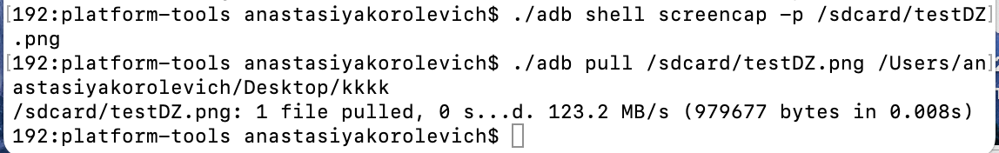 [192:platform-tools anastasiyakorolevich$ ./adb shell screencap -p /sdcard/testDZ]
.png
[192:platform-tools anastasiyakorolevich$ ./adb pull /sdcard/testDZ.png /Users/an]
astasiyakorolevich/Desktop/kkkk
/sdcard/testDZ.png: 1 file pulled, 0 s...d. 123.2 MB/s (979677 bytes in 0.008s)
192:platform-tools anastasiyakorolevich$